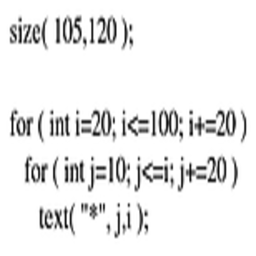 size( 105,120 );
for ( int i=20; i<=100; i+=20 )
for ( int j=10; j<=i; j+=20 )
text( "*", j,i );